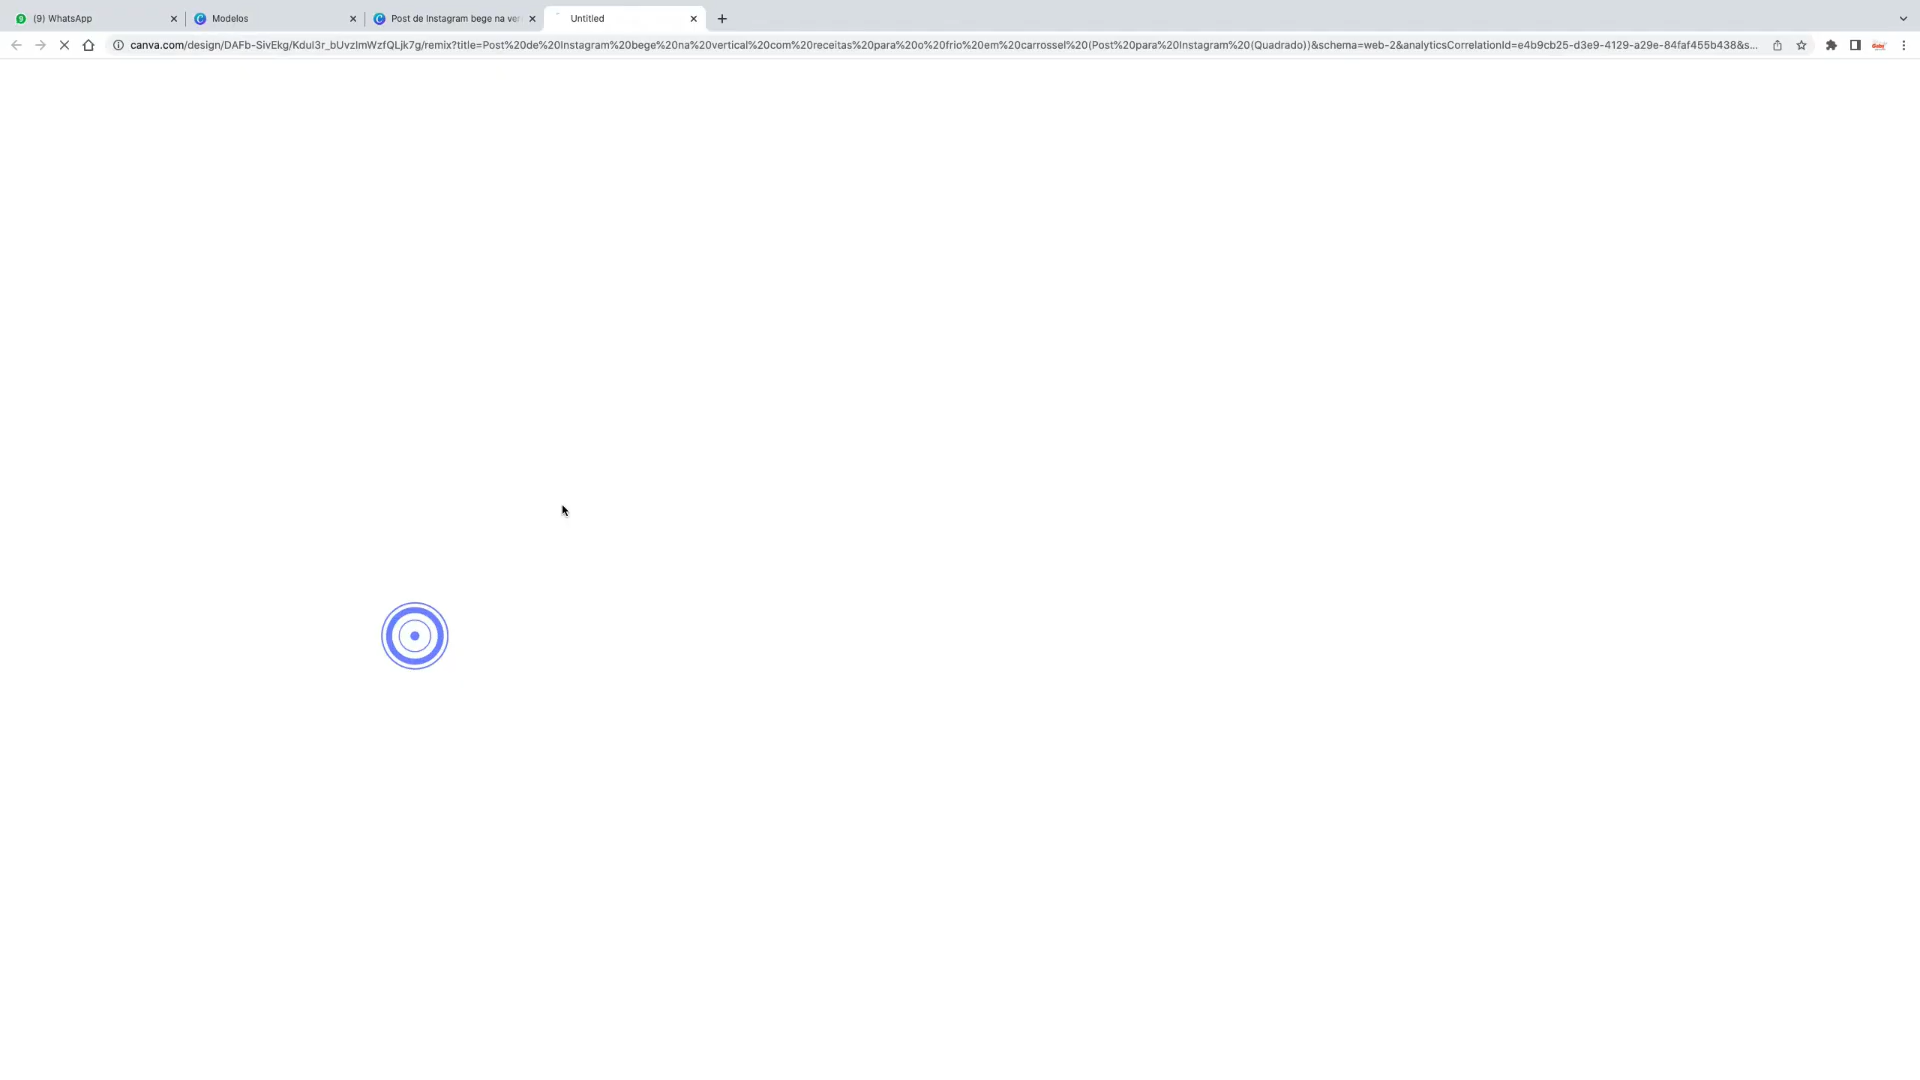 (9) WhatsApp
Modelos
Post de Instagram bege na ver
Untitled
canva.com/design/DAFb-SivEkg/Kdul3r_bUvzlmWzfQLjk7g/remix?title=Post%20de%20Instagram%20bege%20na%20vertical%20com%20receitas%20para%20o%20frio%20em%20carrossel%20(Post%20para%20Instagram%20(Quadrado))&schema=web-2&analyticsCorrelationId=e4b9cb25-d3e9-4129-a29e-84faf455b438&s...